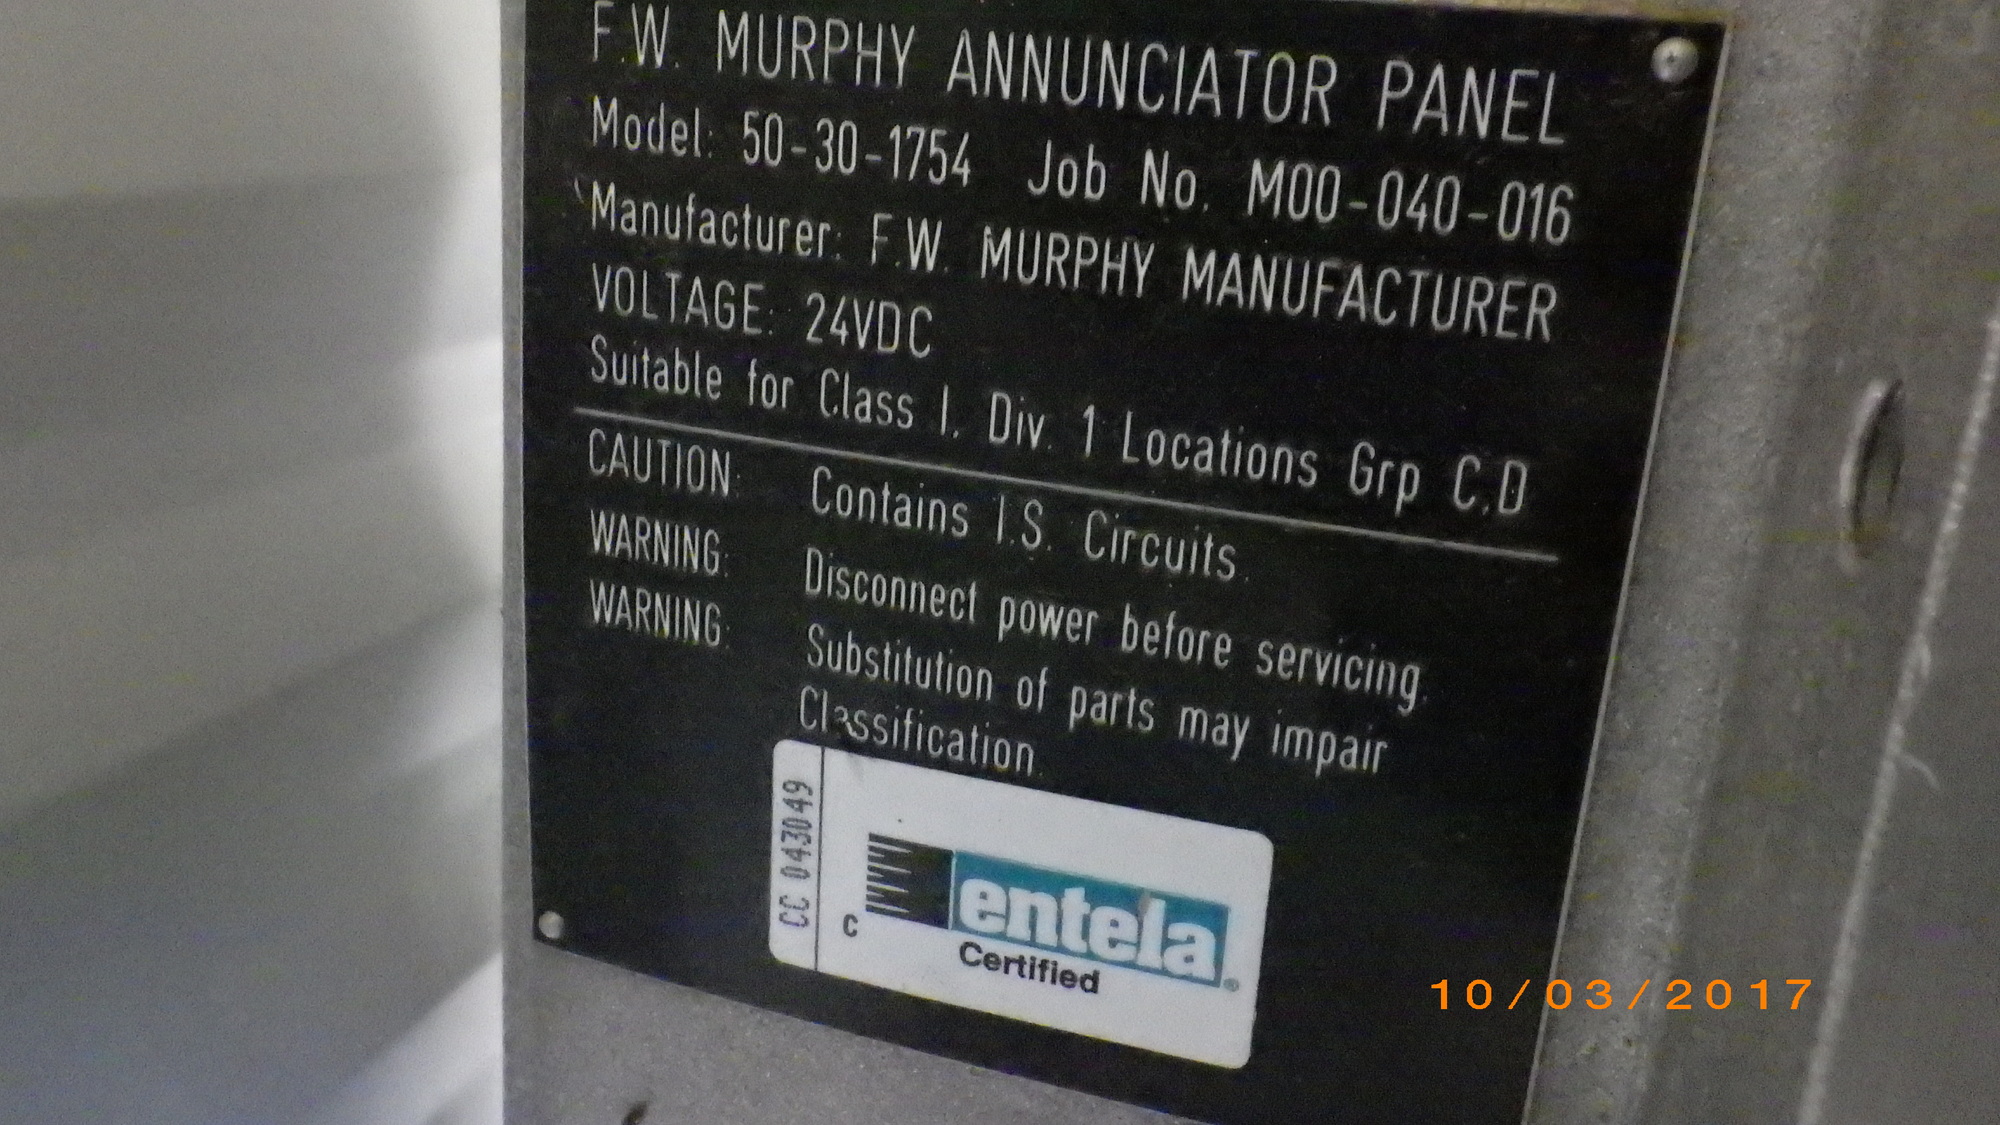 F.W. MURPHY ANNUNCIATOR PANEL
Model: 50-30-1754 Job No. M00-040-016
Manufacturer: F.W. MURPHY MANUFACTURER
VOLTAGE: 24VDC
Suitable for Class I, Div. 1 Locations Grp C,D
CAUTION: Contains I.S. Circuits.
WARNING: Disconnect power before servicing.
WARNING: Substitution of parts may impair
Classification.
CC 043049
C
entela®
Certified
10/03/2017